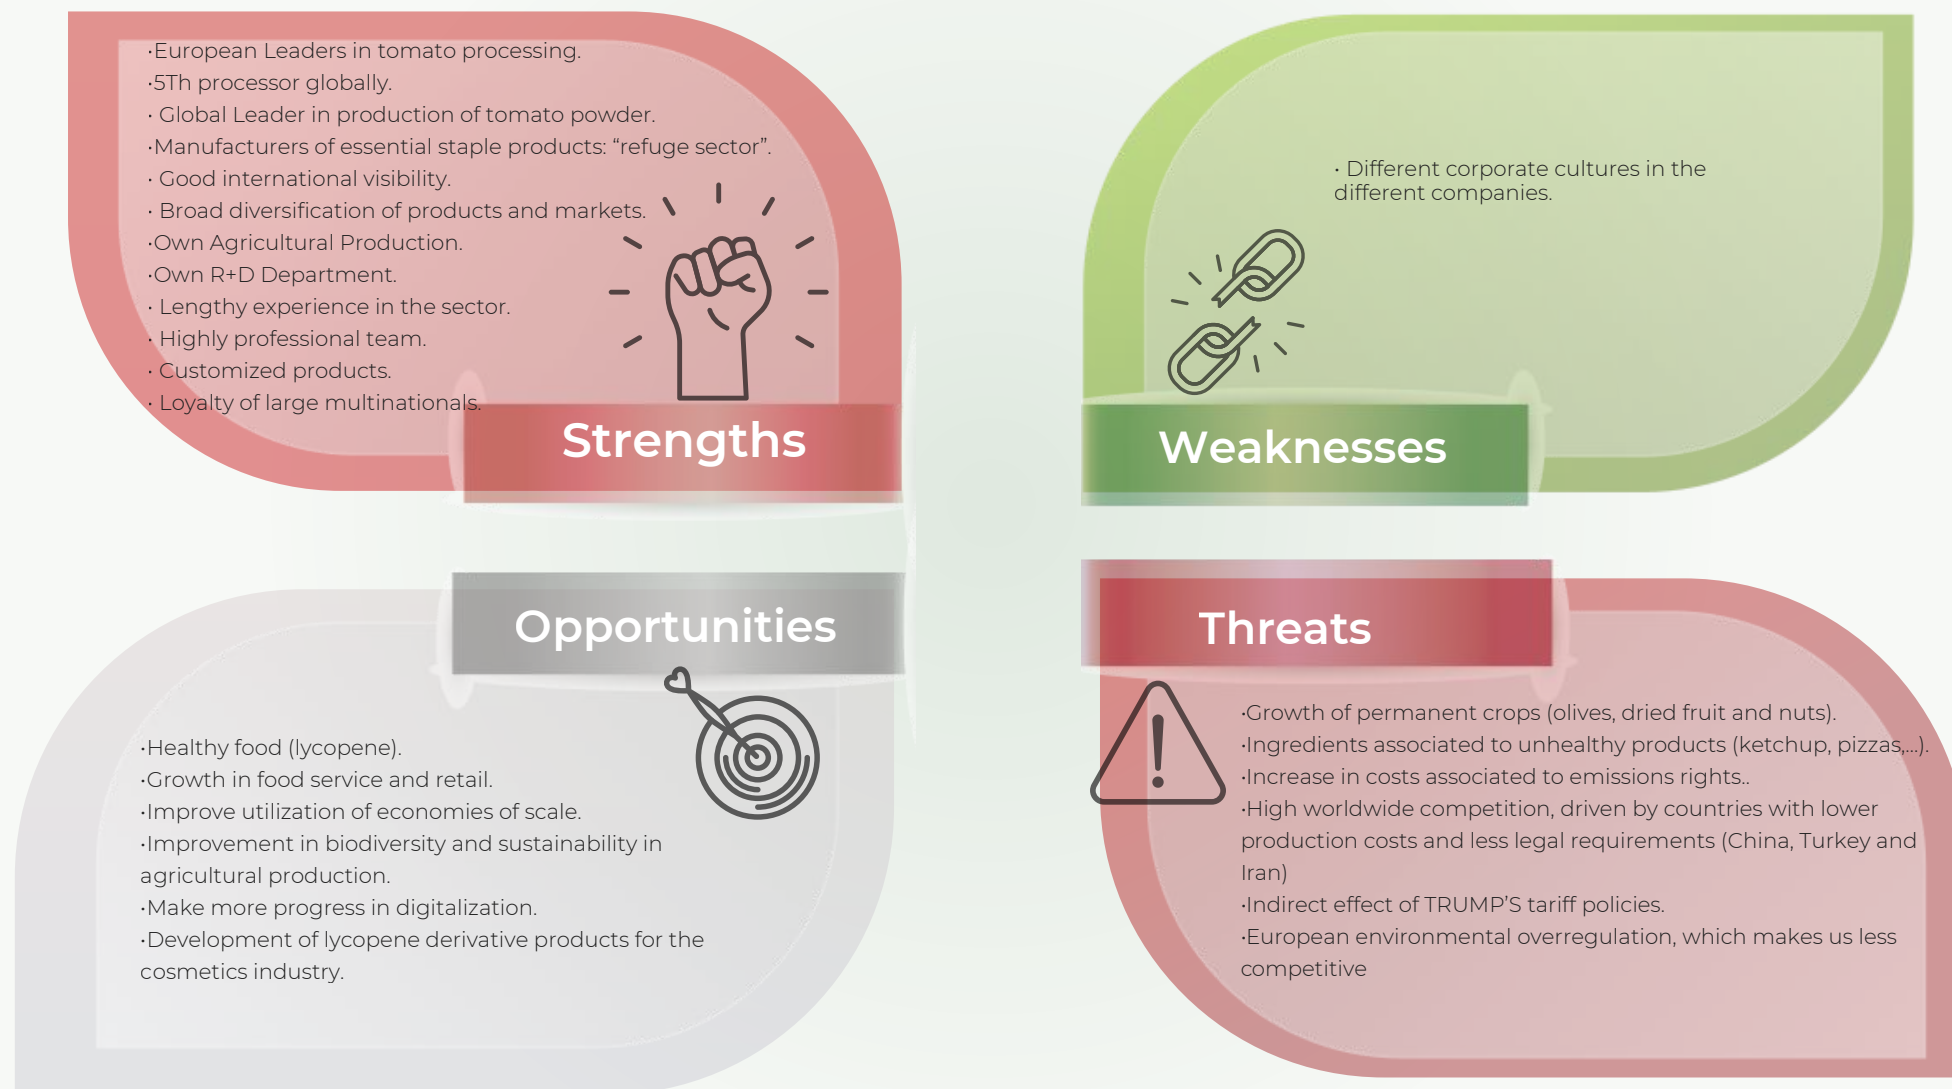 ·European Leaders in tomato processing.
·5Th processor globally.
· Global Leader in production of tomato powder.
·Manufacturers of essential staple products: “refuge sector”.
· Good international visibility.
· Broad diversification of products and markets.
·Own Agricultural Production.
·Own R+D Department.
· Lengthy experience in the sector.
· Highly professional team.
· Customized products.
· Loyalty of large multinationals.
Strengths
· Different corporate cultures in the
different companies.
Weaknesses
Opportunities
·Healthy food (lycopene).
·Growth in food service and retail.
·Improve utilization of economies of scale.
·Improvement in biodiversity and sustainability in
agricultural production.
·Make more progress in digitalization.
·Development of lycopene derivative products for the
cosmetics industry.
Threats
·Growth of permanent crops (olives, dried fruit and nuts).
·Ingredients associated to unhealthy products (ketchup, pizzas,...).
·Increase in costs associated to emissions rights..
·High worldwide competition, driven by countries with lower
production costs and less legal requirements (China, Turkey and
Iran)
·Indirect effect of TRUMP’S tariff policies.
·European environmental overregulation, which makes us less
competitive